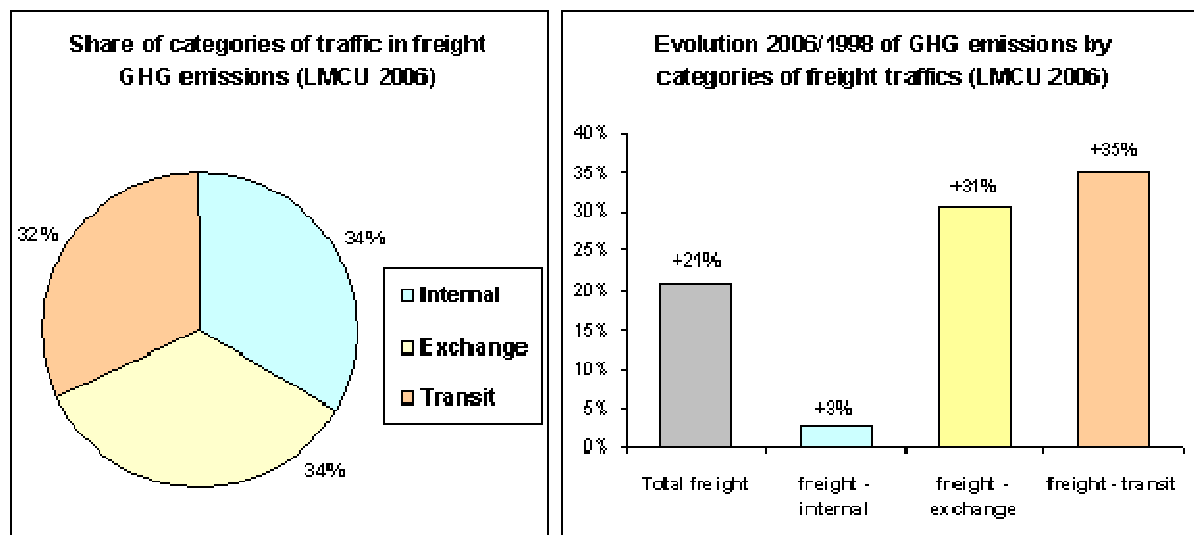 Share of categories of traffic in freight
GHG emissions (LMCU 2006)
32%
34%
34%
Internal
Exchange
Transit
Evolution 2006/1998 of GHG emissions by
categories of freight traffics (LMCU 2006)
40%
35%
30%
25%
20%
15%
10%
5%
0%
+21%
+3%
+31%
+35%
Total freight
freight -
internal
freight -
exchange
freight - transit